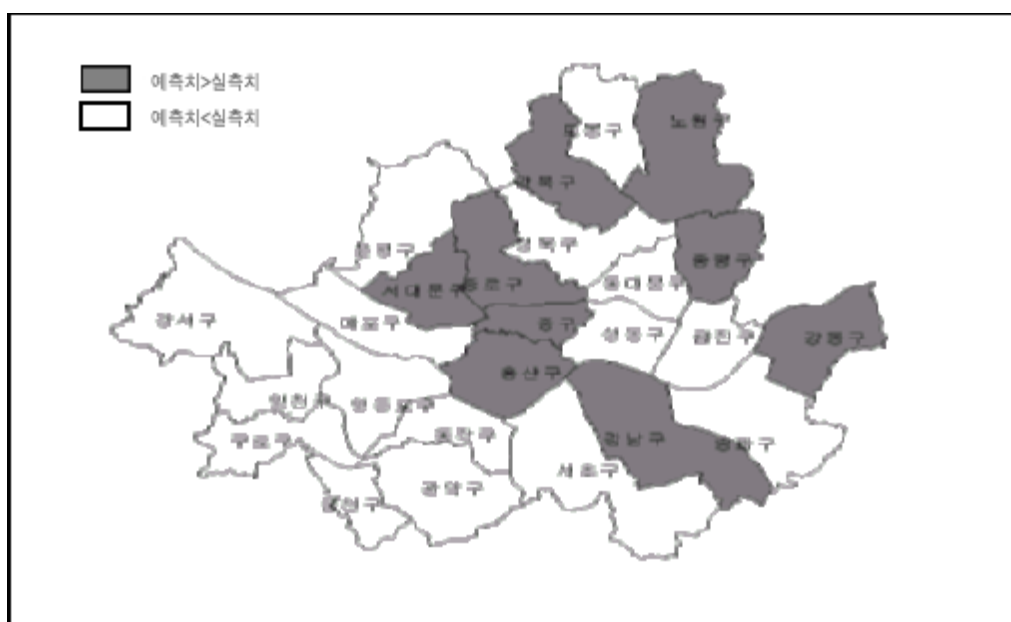 예측치>실측치
예측치<실측치
도봉구
노원구
강북구
성북구
은평구
중랑구
서대문구
종로구
동대문구
강서구
마포구
중구
성동구
광진구
강동구
용산구
양천구
영등포구
구로구
동작구
강남구
송파구
서초구
관악구
금천구